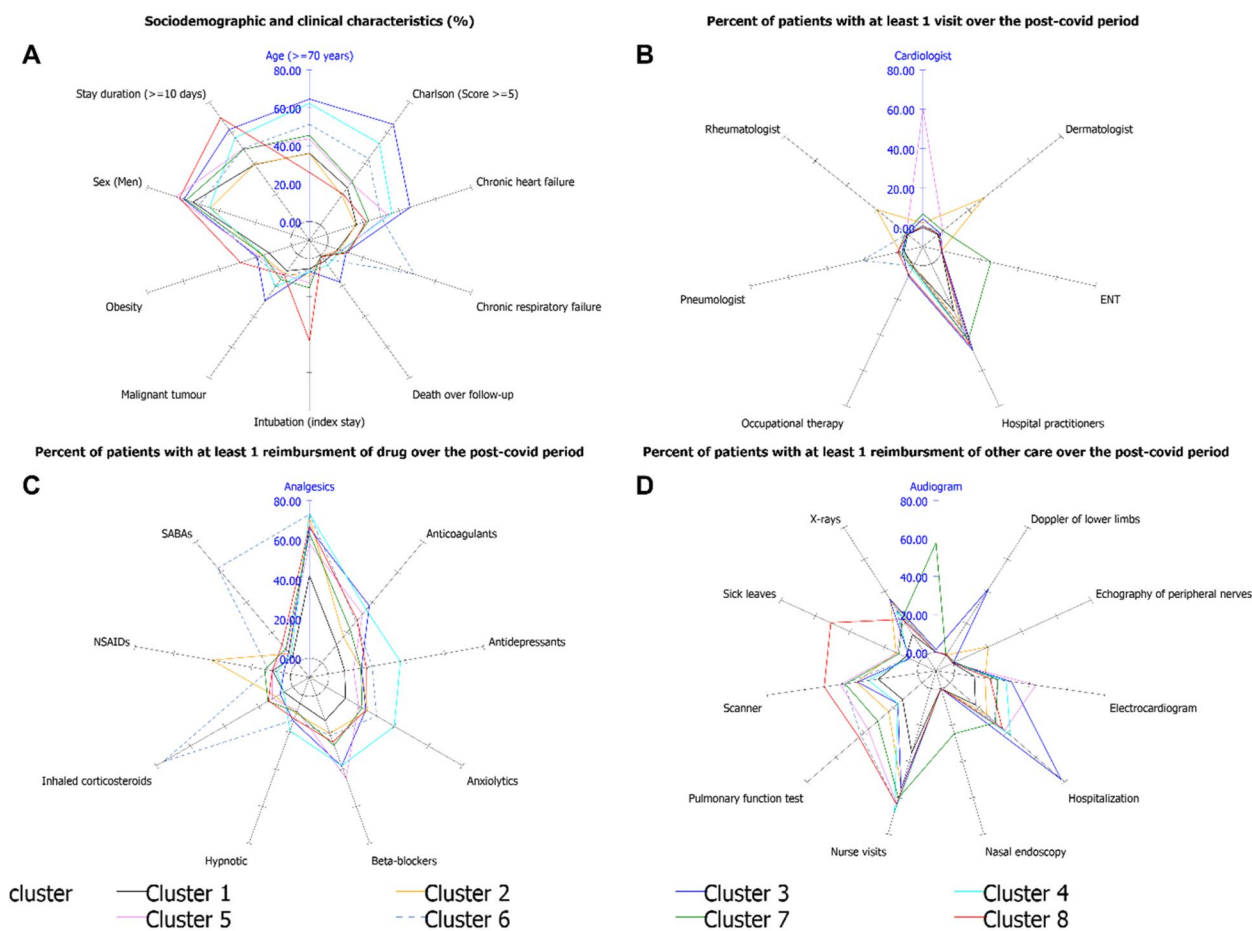 Sociodemographic and clinical characteristics (%)
A
Age (>=70 years)
80.00
60.00
40.00
20.00
0.00
Charlson (Score >=5)
Chronic heart failure
Chronic respiratory failure
Death over follow-up
Intubation (index stay)
Malignant tumour
Obesity
Sex (Men)
Stay duration (>=10 days)
Percent of patients with at least 1 visit over the post-covid period
B
Cardiologist
80.00
60.00
40.00
20.00
0.00
Dermatologist
ENT
Hospital practitioners
Occupational therapy
Pneumologist
Rheumatologist
Percent of patients with at least 1 reimbursment of drug over the post-covid period
C
Analgesics
80.00
60.00
40.00
20.00
0.00
Anticoagulants
Antidepressants
Anxiolytics
Beta-blockers
Hypnotic
Inhaled corticosteroids
NSAIDs
SABAs
Percent of patients with at least 1 reimbursment of other care over the post-covid period
D
Audiogram
80.00
60.00
40.00
20.00
0.00
Doppler of lower limbs
Echography of peripheral nerves
Electrocardiogram
Hospitalization
Nasal endoscopy
Nurse visits
Pulmonary function test
Scanner
Sick leaves
X-rays
cluster
Cluster 1
Cluster 2
Cluster 3
Cluster 4
Cluster 5
Cluster 6
Cluster 7
Cluster 8